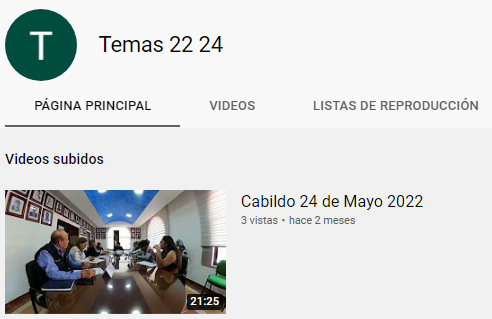 T
Temas 22 24
PÁGINA PRINCIPAL VIDEOS LISTAS DE REPRODUCCIÓN
Videos subidos
Cabildo 24 de Mayo 2022
3 vistas • hace 2 meses
21:25